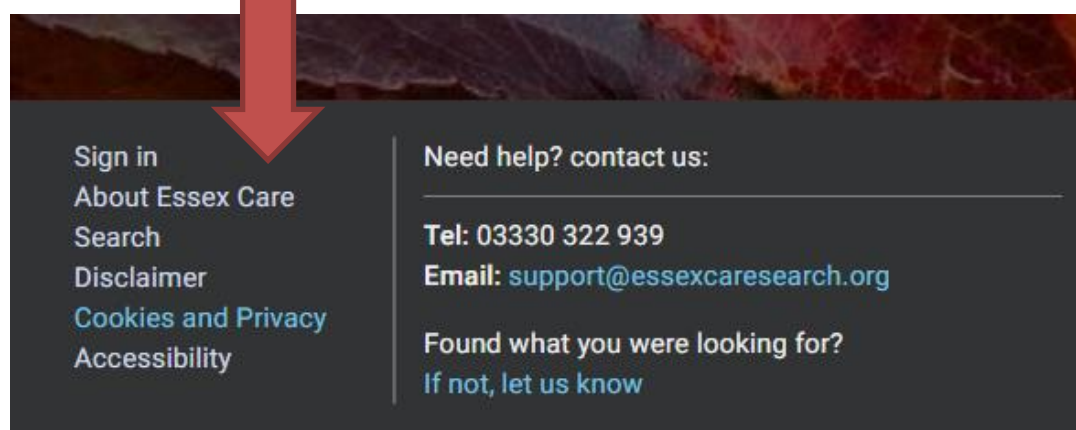 Sign in
About Essex Care
Search
Disclaimer
Cookies and Privacy
Accessibility
Need help? contact us:
Tel: 03330 322 939
Email: support@essexcaresearch.org
Found what you were looking for?
If not, let us know